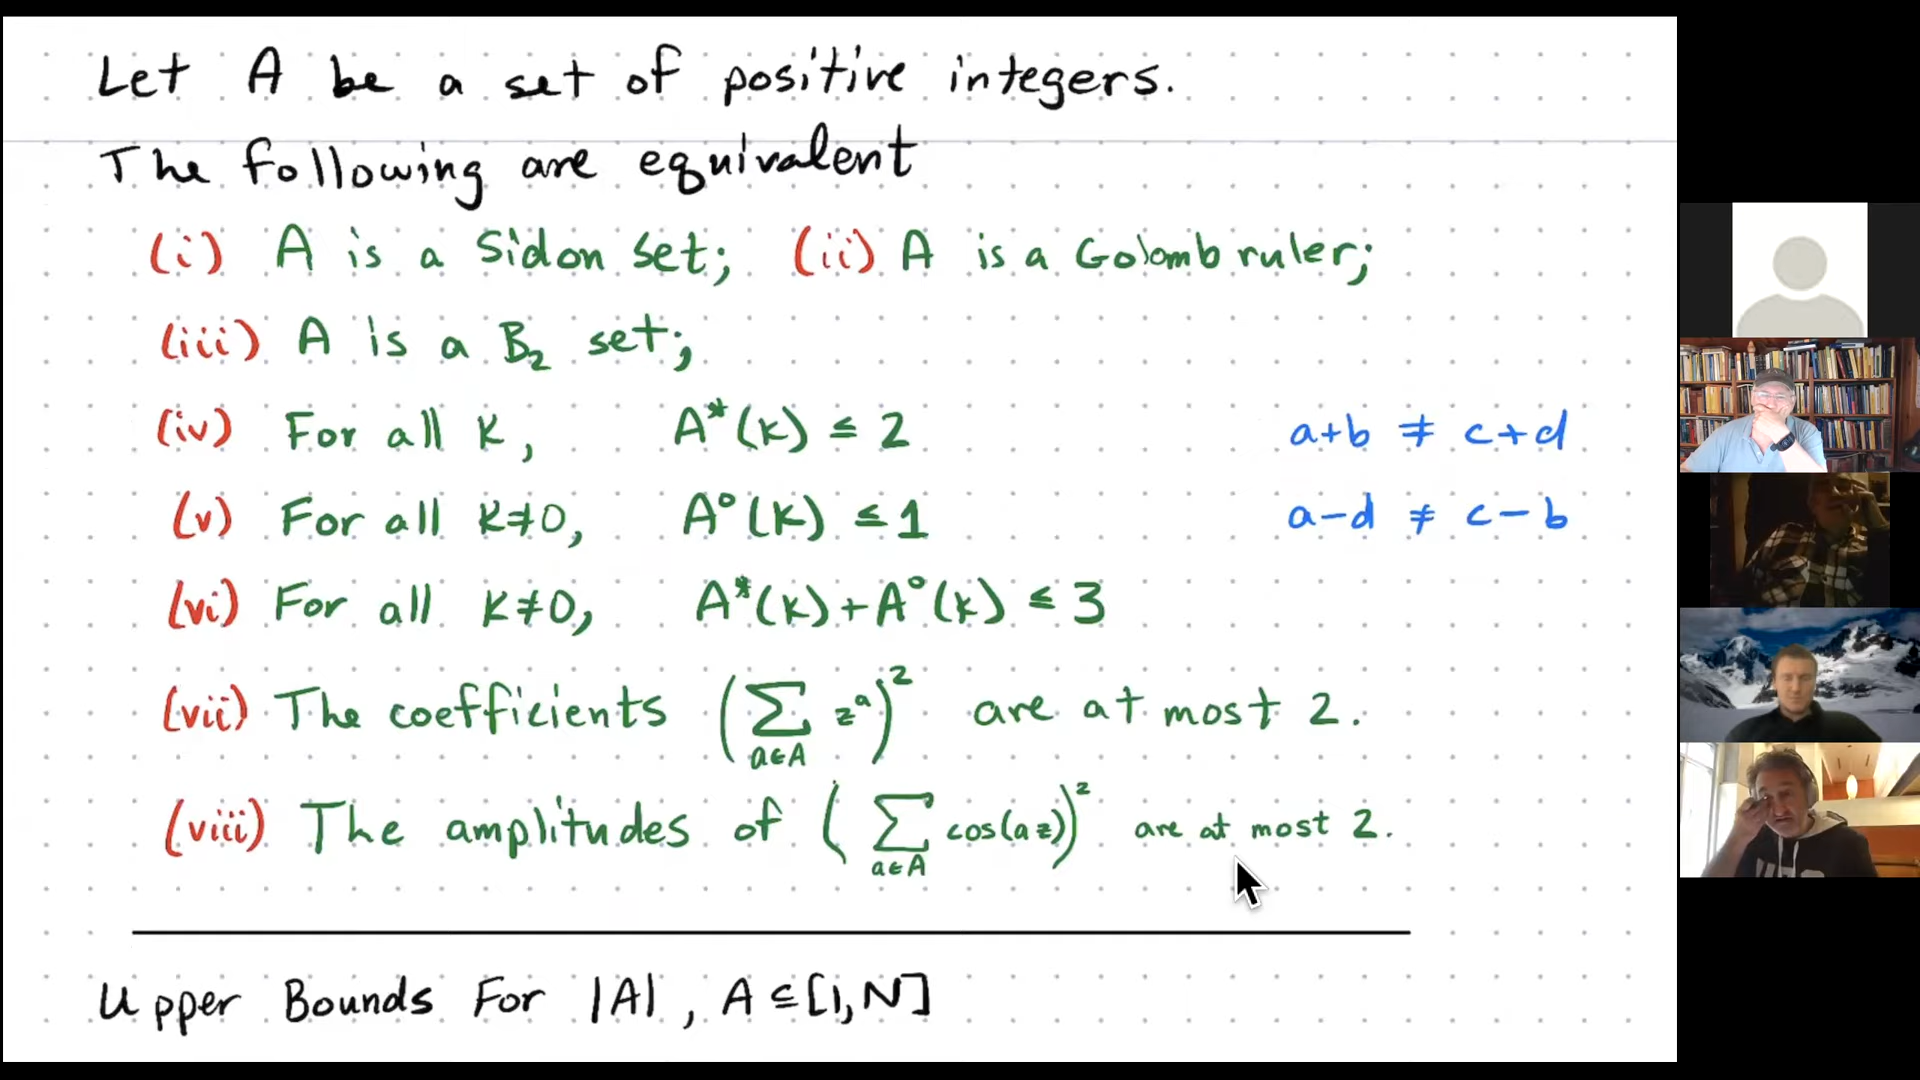 Let A be a set of positive integers.
The following are equivalent
(i) A is a Sidon set; (ii) A is a Golomb ruler;
(iii) A is a B₂ set;
(iv) For all K, A*(K) ≤ 2
a+b ≠ c+d
(v) For all K≠0, A°(K) ≤ 1
a-d ≠ c-b
(vi) For all K≠0, A*(K)+A°(K) ≤ 3
(vii) The coefficients (∑_{a∈A} z^a)² are at most 2.
(viii) The amplitudes of (∑_{a∈A} cos(az))² are at most 2.
Upper Bounds For |A|, A ⊆ [1,N]